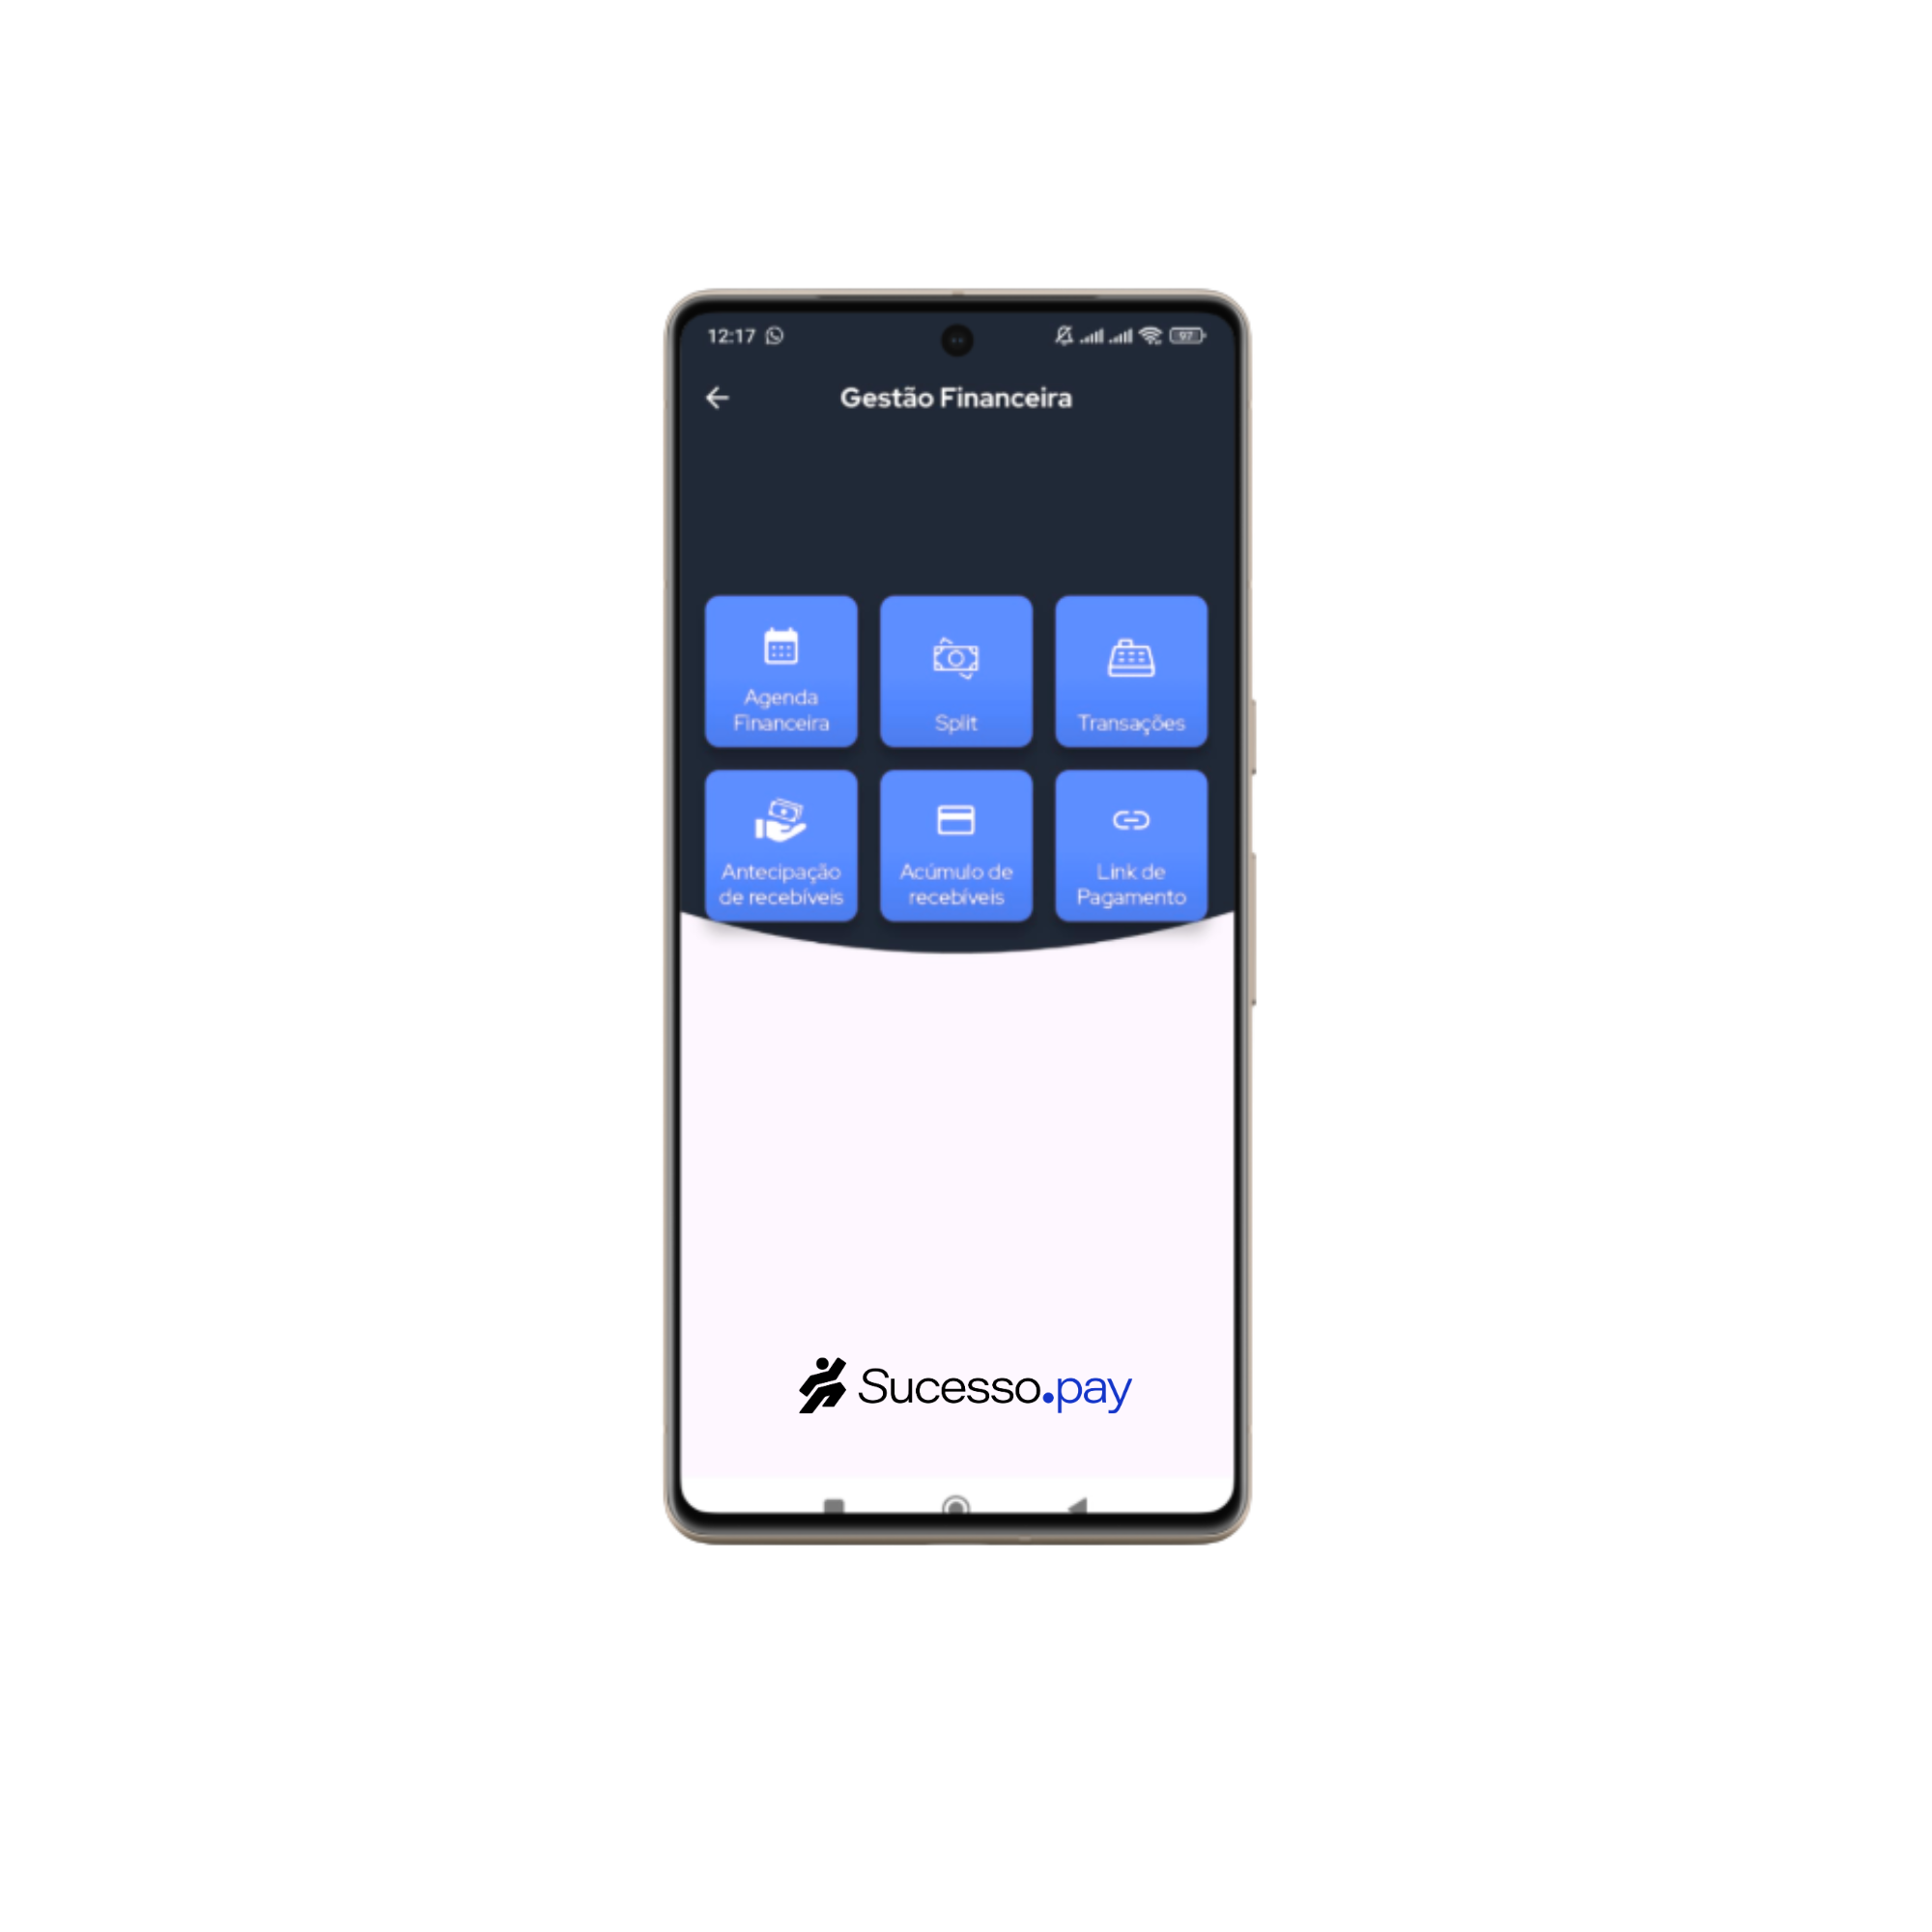 12:17
97
Gestão Financeira
Agenda
Financeira
Split
Transações
Antecipação
de recebíveis
Acúmulo de
recebíveis
Link de
Pagamento
Sucesso.pay